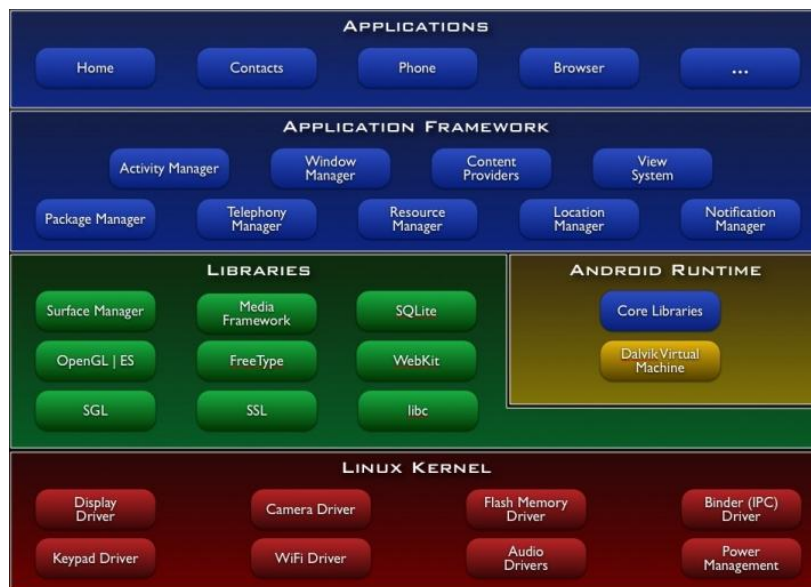 APPLICATIONS
Home
Contacts
Phone
Browser
...
APPLICATION FRAMEWORK
Activity Manager
Window
Manager
Content
Providers
View
System
Package Manager
Telephony
Manager
Resource
Manager
Location
Manager
Notification
Manager
LIBRARIES
Surface Manager
Media
Framework
SQLite
OpenGL | ES
FreeType
WebKit
SGL
SSL
libc
ANDROID RUNTIME
Core Libraries
Dalvik Virtual
Machine
LINUX KERNEL
Display
Driver
Camera Driver
Flash Memory
Driver
Binder (IPC)
Driver
Keypad Driver
WiFi Driver
Audio
Drivers
Power
Management